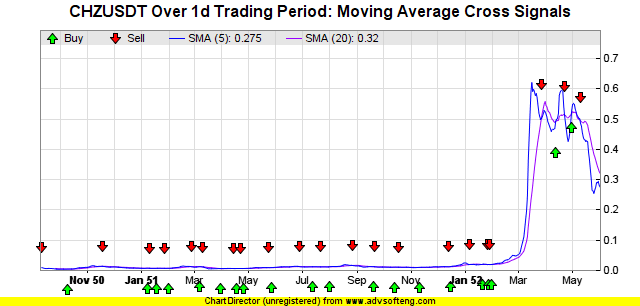 CHZUSDT Over 1d Trading Period: Moving Average Cross Signals
Buy Sell SMA (5): 0.275 SMA (20): 0.32
0.7
0.6
0.5
0.4
0.3
0.2
0.1
0.0
Nov 50 Jan 51 Mar May Jul Sep Nov Jan 52 Mar May
ChartDirector (unregistered) from www.advsofteng.com